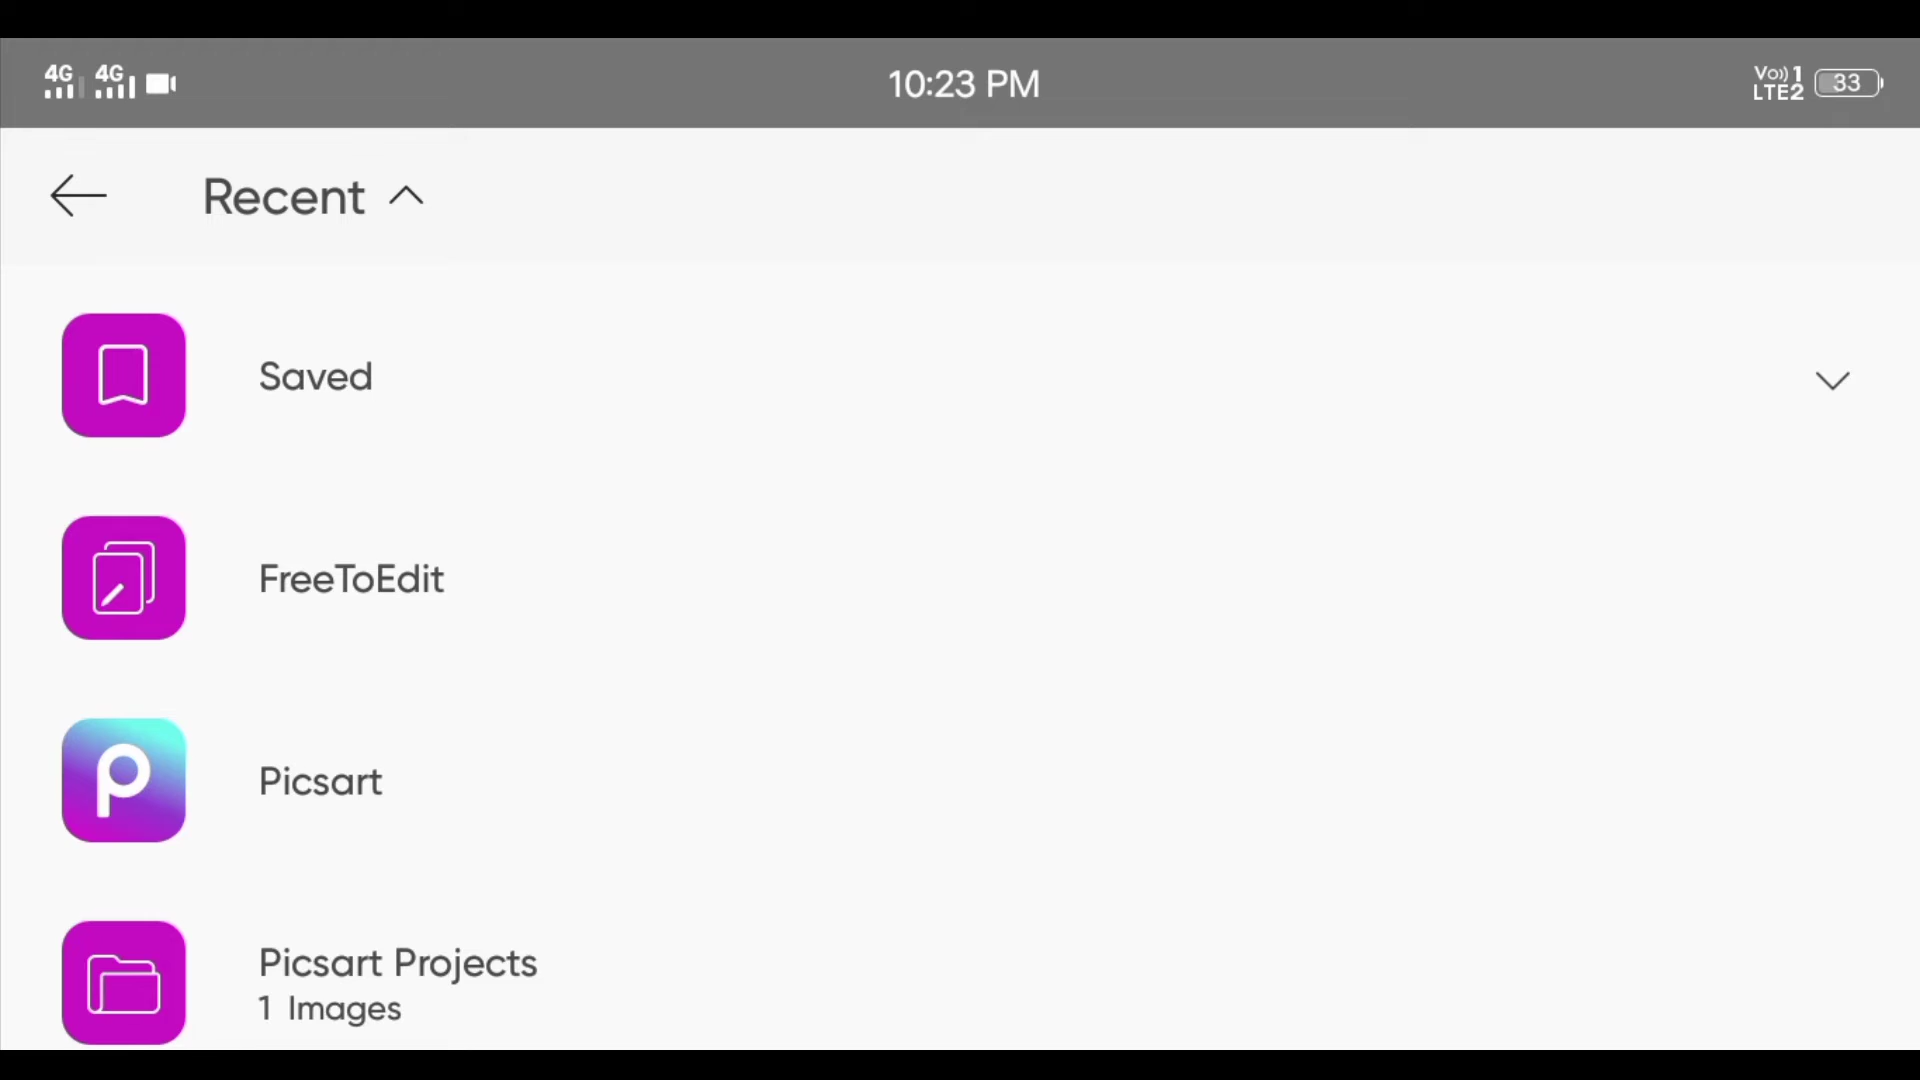 4G 4G 10:23 PM Vo)) 1 LTE2 33
Recent
Saved
FreeToEdit
Picsart
Picsart Projects
1 Images